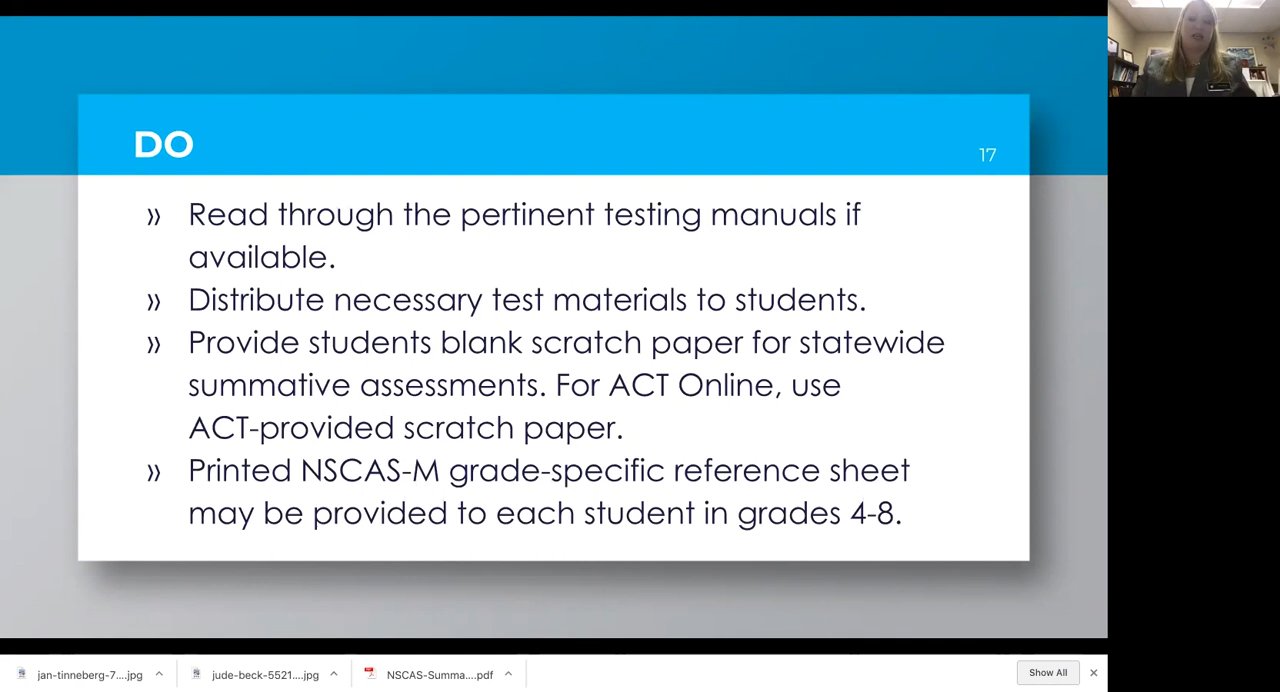 DO
17
» Read through the pertinent testing manuals if
available.
» Distribute necessary test materials to students.
» Provide students blank scratch paper for statewide
summative assessments. For ACT Online, use
ACT-provided scratch paper.
» Printed NSCAS-M grade-specific reference sheet
may be provided to each student in grades 4-8.
jan-tinneberg-7....jpg
jude-beck-5521....jpg
NSCAS-Summa....pdf
Show All